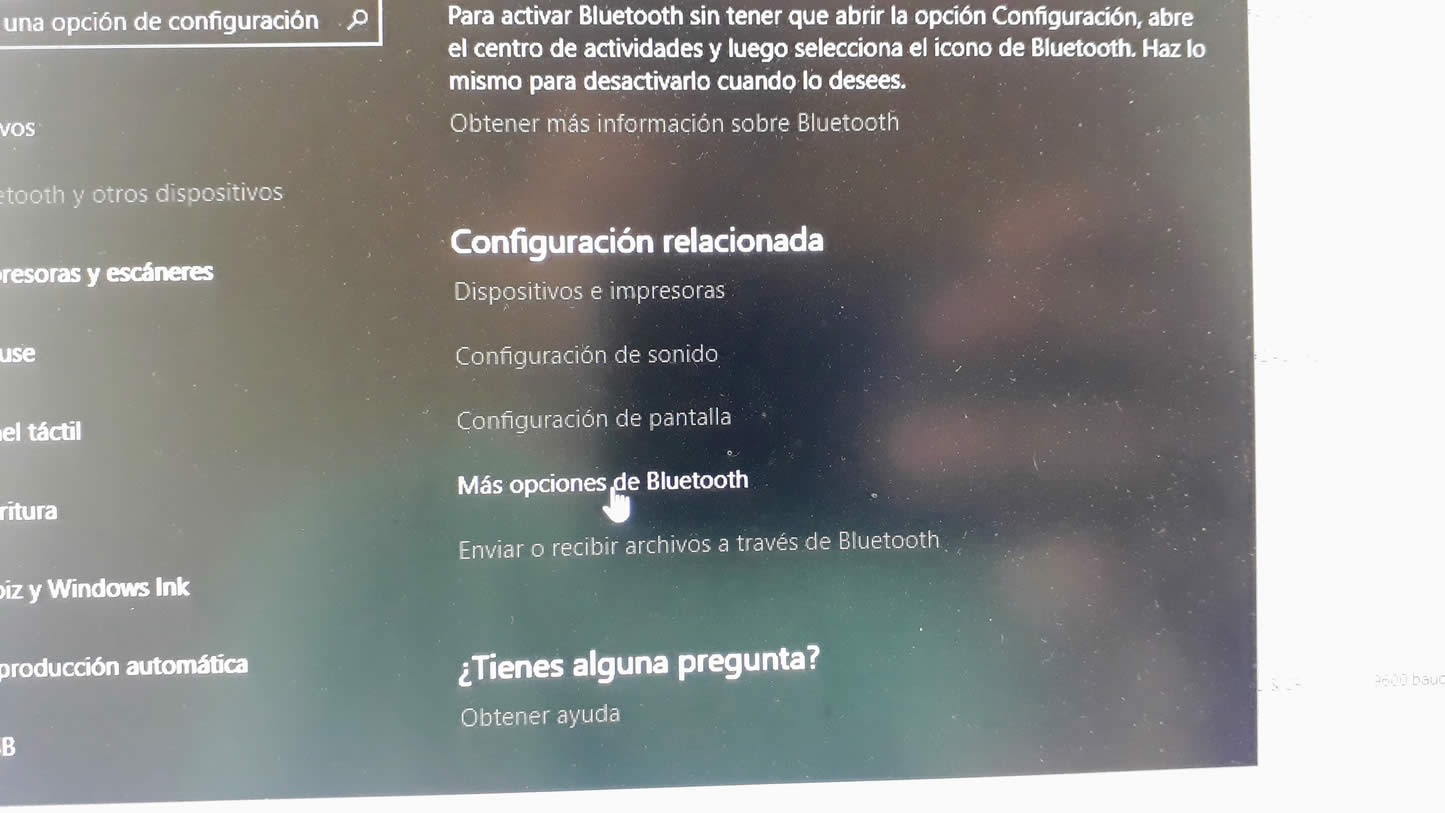 una opción de configuración
Para activar Bluetooth sin tener que abrir la opción Configuración, abre
el centro de actividades y luego selecciona el icono de Bluetooth. Haz lo
mismo para desactivarlo cuando lo desees.
Obtener más información sobre Bluetooth
vos
etooth y otros dispositivos
presoras y escáneres
use
nel táctil
ritura
piz y Windows Ink
producción automática
SB
Configuración relacionada
Dispositivos e impresoras
Configuración de sonido
Configuración de pantalla
Más opciones de Bluetooth
Enviar o recibir archivos a través de Bluetooth
¿Tienes alguna pregunta?
Obtener ayuda
9600 bauc